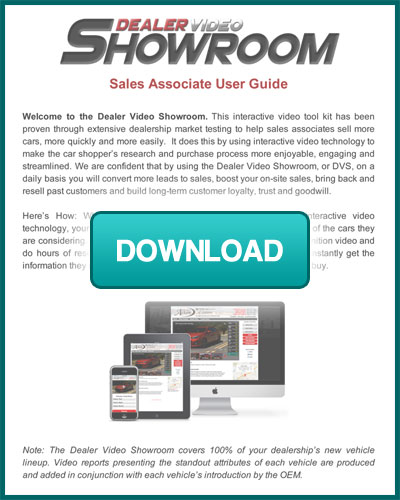 DEALER VIDEO
SHOWROOM
Sales Associate User Guide
Welcome to the Dealer Video Showroom. This interactive video tool kit has been
proven through extensive dealership market testing to help sales associates sell more
cars, more quickly and more easily. It does this by using interactive video technology to
make the car shopper's research and purchase process more enjoyable, engaging and
streamlined. We are confident that by using the Dealer Video Showroom, or DVS, on a
daily basis you will convert more leads to sales, boost your on-site sales, bring back and
resell past customers and build long-term customer loyalty, trust and goodwill.
Here's How: interactive video
technology, your of the cars they
are considering. video and
do hours of instantly get the
information they buy.
DOWNLOAD
Note: The Dealer Video Showroom covers 100% of your dealership's new vehicle
lineup. Video reports presenting the standout attributes of each vehicle are produced
and added in conjunction with each vehicle's introduction by the OEM.